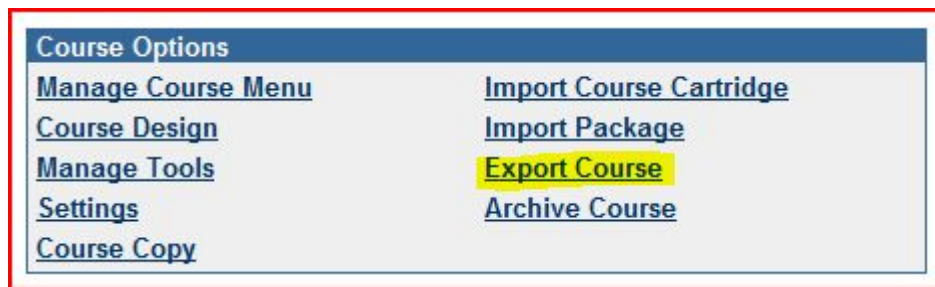 Course Options
Manage Course Menu
Course Design
Manage Tools
Settings
Course Copy
Import Course Cartridge
Import Package
Export Course
Archive Course